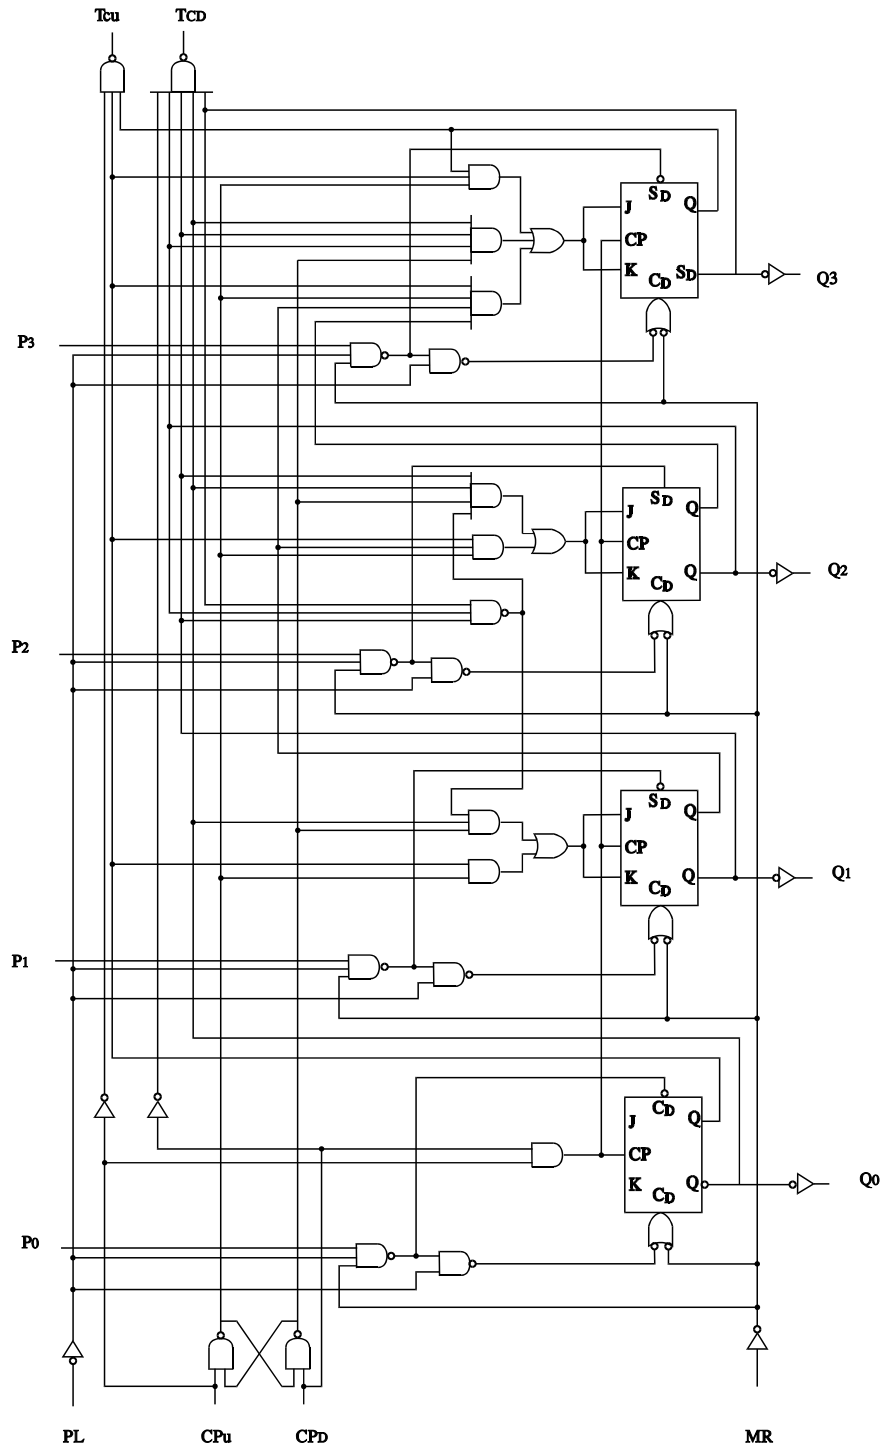 Tcu TCD
SD Q
J
CP
K SD
CD
Q3
P3
SD Q
J
CP
K Q
CD
Q2
P2
SD Q
J
CP
K Q
CD
Q1
P1
CD Q
J
CP
K Q
CD
Q0
P0
PL CPu CPD MR